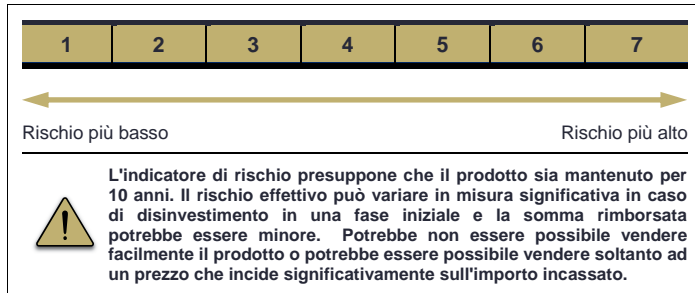 1 2 3 4 5 6 7
Rischio più basso Rischio più alto
L'indicatore di rischio presuppone che il prodotto sia mantenuto per
10 anni. Il rischio effettivo può variare in misura significativa in caso
di disinvestimento in una fase iniziale e la somma rimborsata
potrebbe essere minore. Potrebbe non essere possibile vendere
facilmente il prodotto o potrebbe essere possibile vendere soltanto ad
un prezzo che incide significativamente sull'importo incassato.